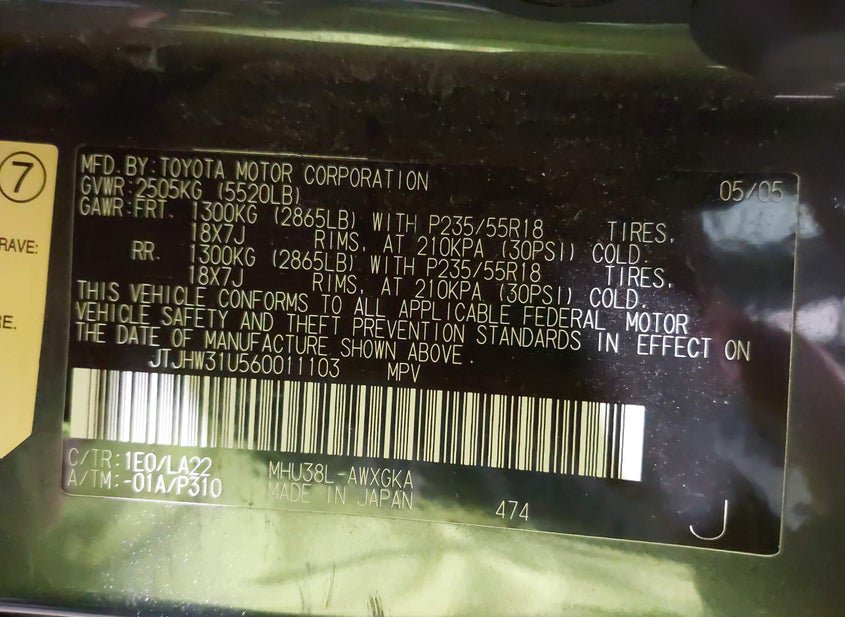 7
RAVE:
E.
MFD. BY: TOYOTA MOTOR CORPORATION 05/05
GVWR: 2505KG (5520LB)
GAWR: FRT. 1300KG (2865LB) WITH P235/55R18 TIRES,
18X7J RIMS, AT 210KPA (30PSI) COLD.
RR. 1300KG (2865LB) WITH P235/55R18 TIRES,
18X7J RIMS, AT 210KPA (30PSI) COLD.
THIS VEHICLE CONFORMS TO ALL APPLICABLE FEDERAL MOTOR
VEHICLE SAFETY AND THEFT PREVENTION STANDARDS IN EFFECT ON
THE DATE OF MANUFACTURE SHOWN ABOVE.
JTJHW31U560011103 MPV
C/TR: 1E0/LA22 MHU38L-AWXGKA
A/TM: -01A/P310 MADE IN JAPAN 474 J